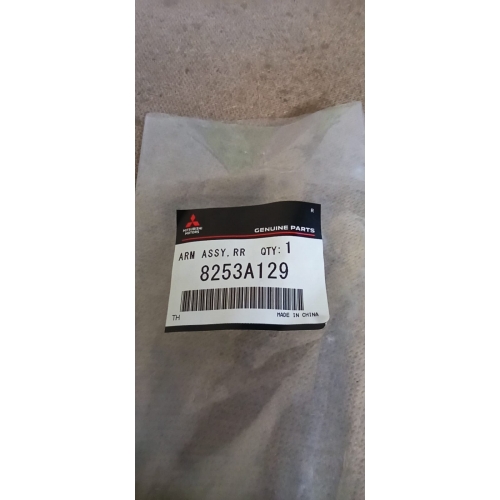 MITSUBISHI
MOTORS
GENUINE PARTS
ARM ASSY,RR QTY:1
8253A129
TH
MADE IN CHINA